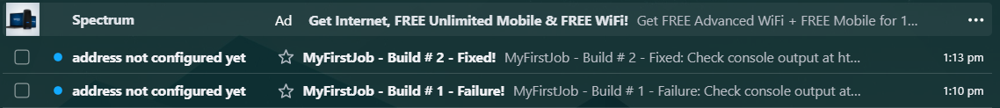 Spectrum Ad Get Internet, FREE Unlimited Mobile & FREE WiFi! Get FREE Advanced WiFi + FREE Mobile for 1...
address not configured yet MyFirstJob - Build # 2 - Fixed! MyFirstJob - Build # 2 - Fixed: Check console output at ht... 1:13 pm
address not configured yet MyFirstJob - Build # 1 - Failure! MyFirstJob - Build # 1 - Failure: Check console output at... 1:10 pm